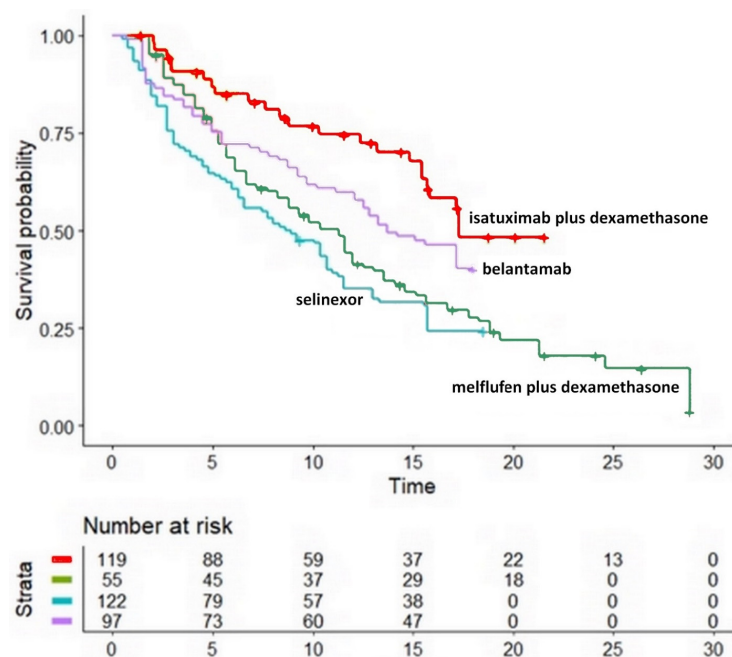 1.00
0.75
0.50
0.25
0.00
Survival probability
isatuximab plus dexamethasone
belantamab
selinexor
melflufen plus dexamethasone
0 5 10 15 20 25 30
Time
Number at risk
Strata
119 88 59 37 22 13 0
55 45 37 29 18 0 0
122 79 57 38 0 0 0
97 73 60 47 0 0 0
0 5 10 15 20 25 30